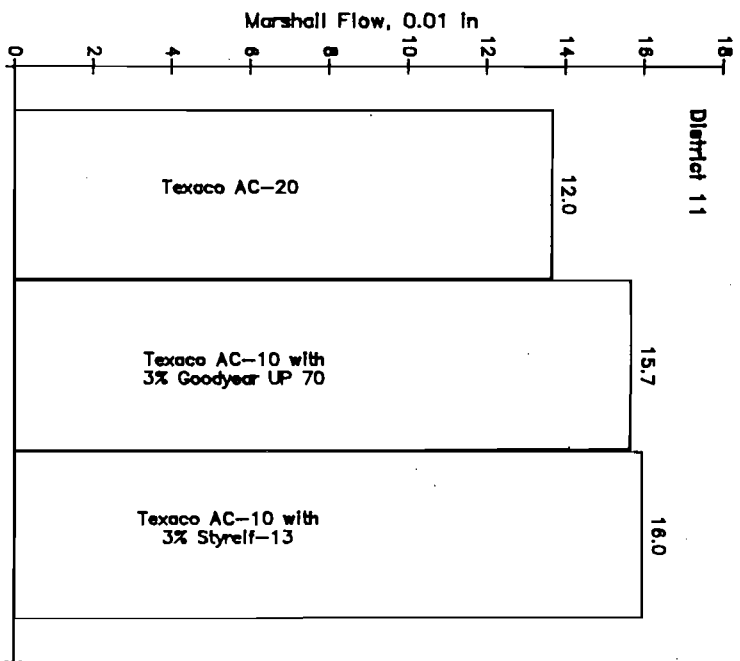 Marshall Flow, 0.01 in
0
2
4
6
8
10
12
14
16
18
District 11
Texaco AC-20
12.0
Texaco AC-10 with
3% Goodyear UP 70
15.7
Texaco AC-10 with
3% Styrelf-13
16.0